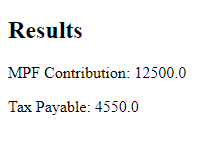 Results
MPF Contribution: 12500.0
Tax Payable: 4550.0